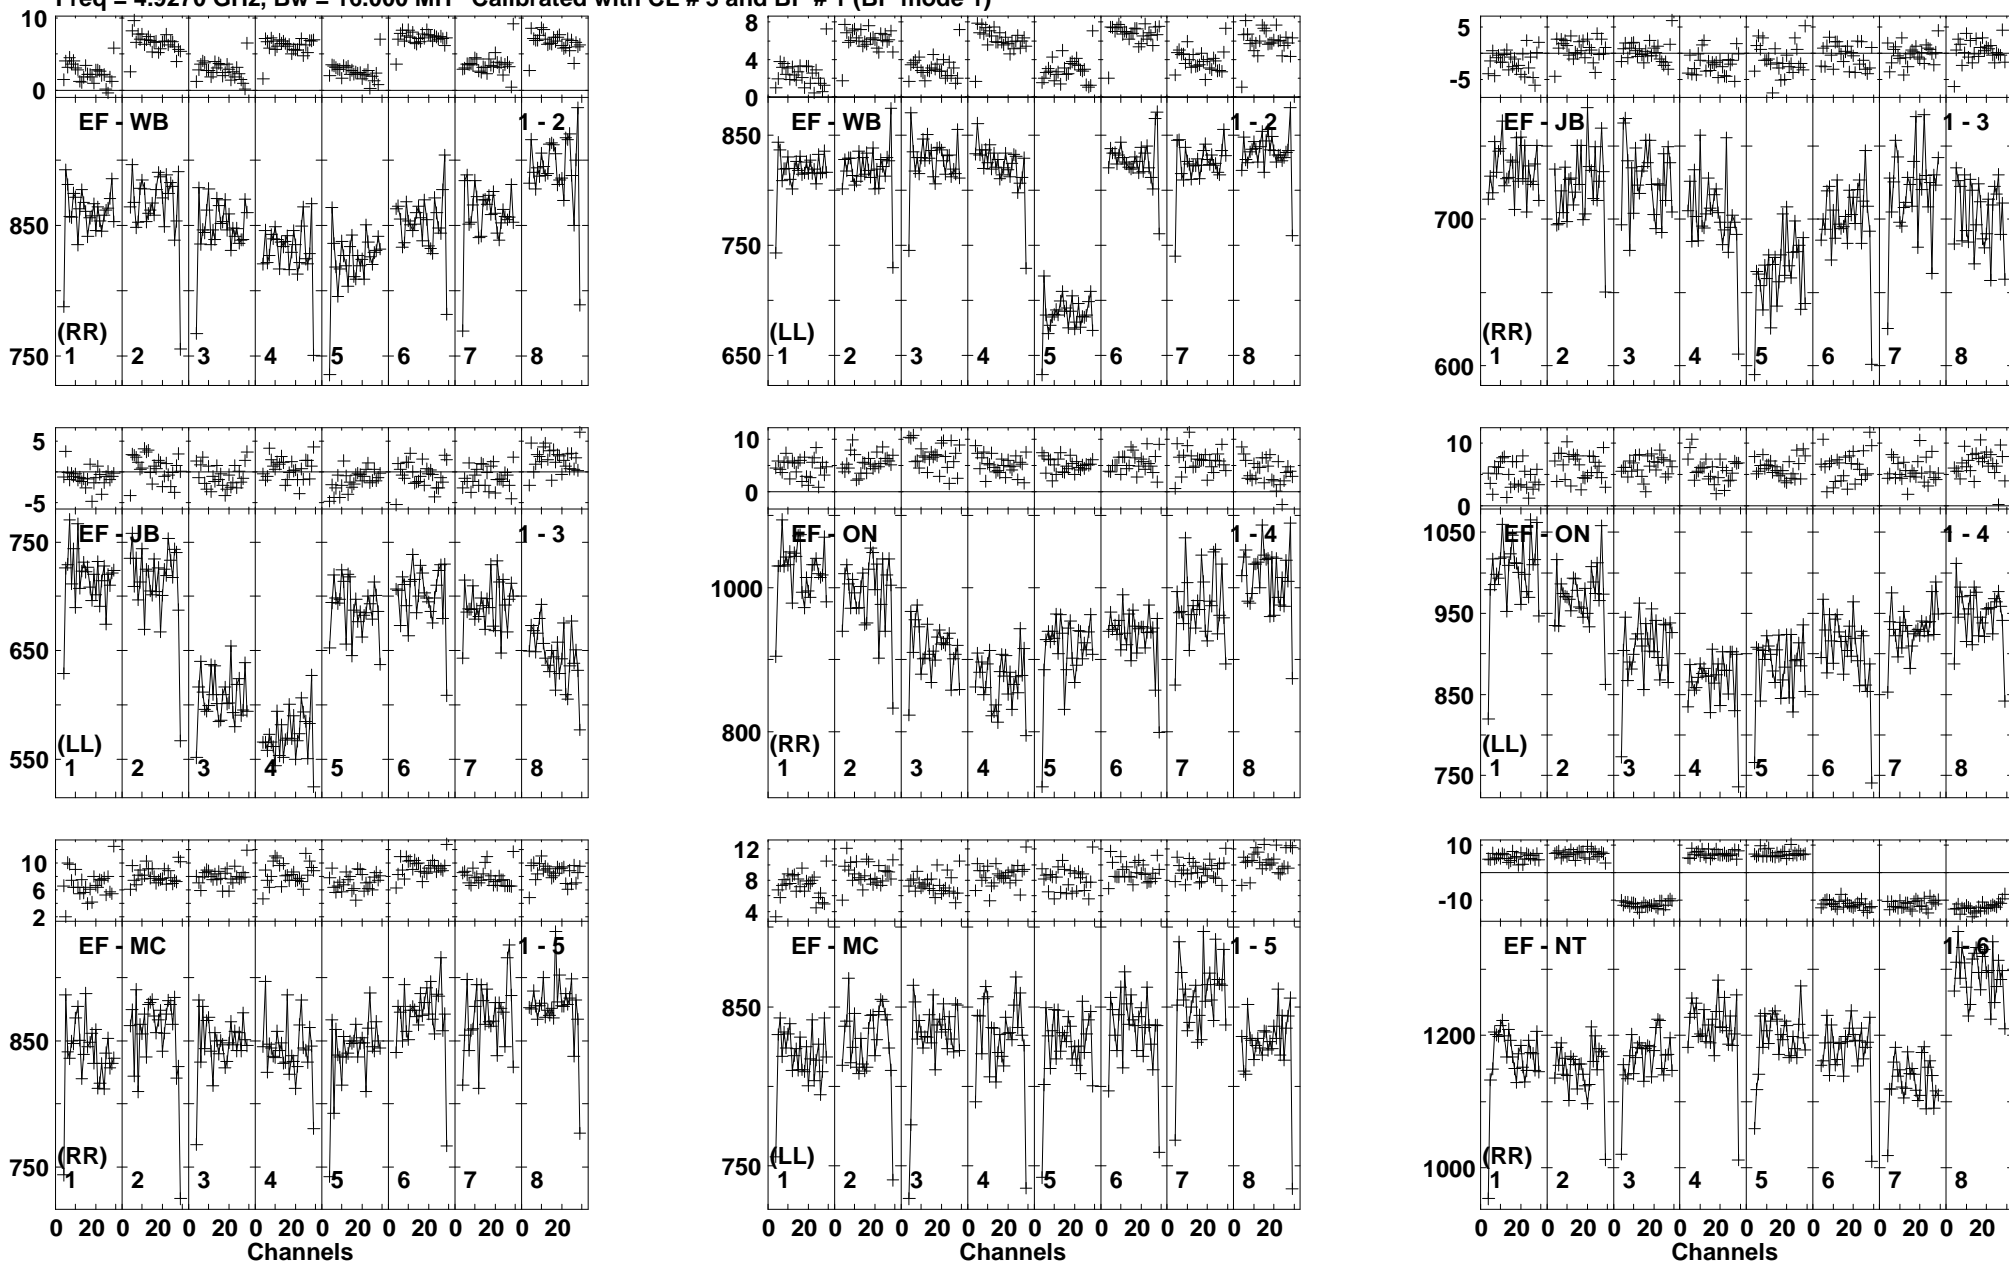 Freq = 4.9270 GHz, Bw = 16.000 MH Calibrated with CL # 3 and BP # 1 (BP mode 1)
10
0
EF - WB 1 - 2
850
750
(RR)
1 2 3 4 5 6 7 8
8
4
0
EF - WB 1 - 2
850
750
650
(LL)
1 2 3 4 5 6 7 8
5
-5
EF - JB 1 - 3
700
600
(RR)
1 2 3 4 5 6 7 8
5
-5
EF - JB 1 - 3
750
650
550
(LL)
1 2 3 4 5 6 7 8
10
0
EF - ON 1 - 4
1000
800
(RR)
1 2 3 4 5 6 7 8
10
0
EF - ON 1 - 4
1050
950
850
750
(LL)
1 2 3 4 5 6 7 8
10
6
2
EF - MC 1 - 5
850
750
(RR)
1 2 3 4 5 6 7 8
0 20 0 20 0 20 0 20 0 20 0 20 0 20 0 20
Channels
12
8
4
EF - MC 1 - 5
850
750
(LL)
1 2 3 4 5 6 7 8
0 20 0 20 0 20 0 20 0 20 0 20 0 20 0 20
Channels
10
-10
EF - NT 1 - 6
1200
1000
(RR)
1 2 3 4 5 6 7 8
0 20 0 20 0 20 0 20 0 20 0 20 0 20 0 20
Channels